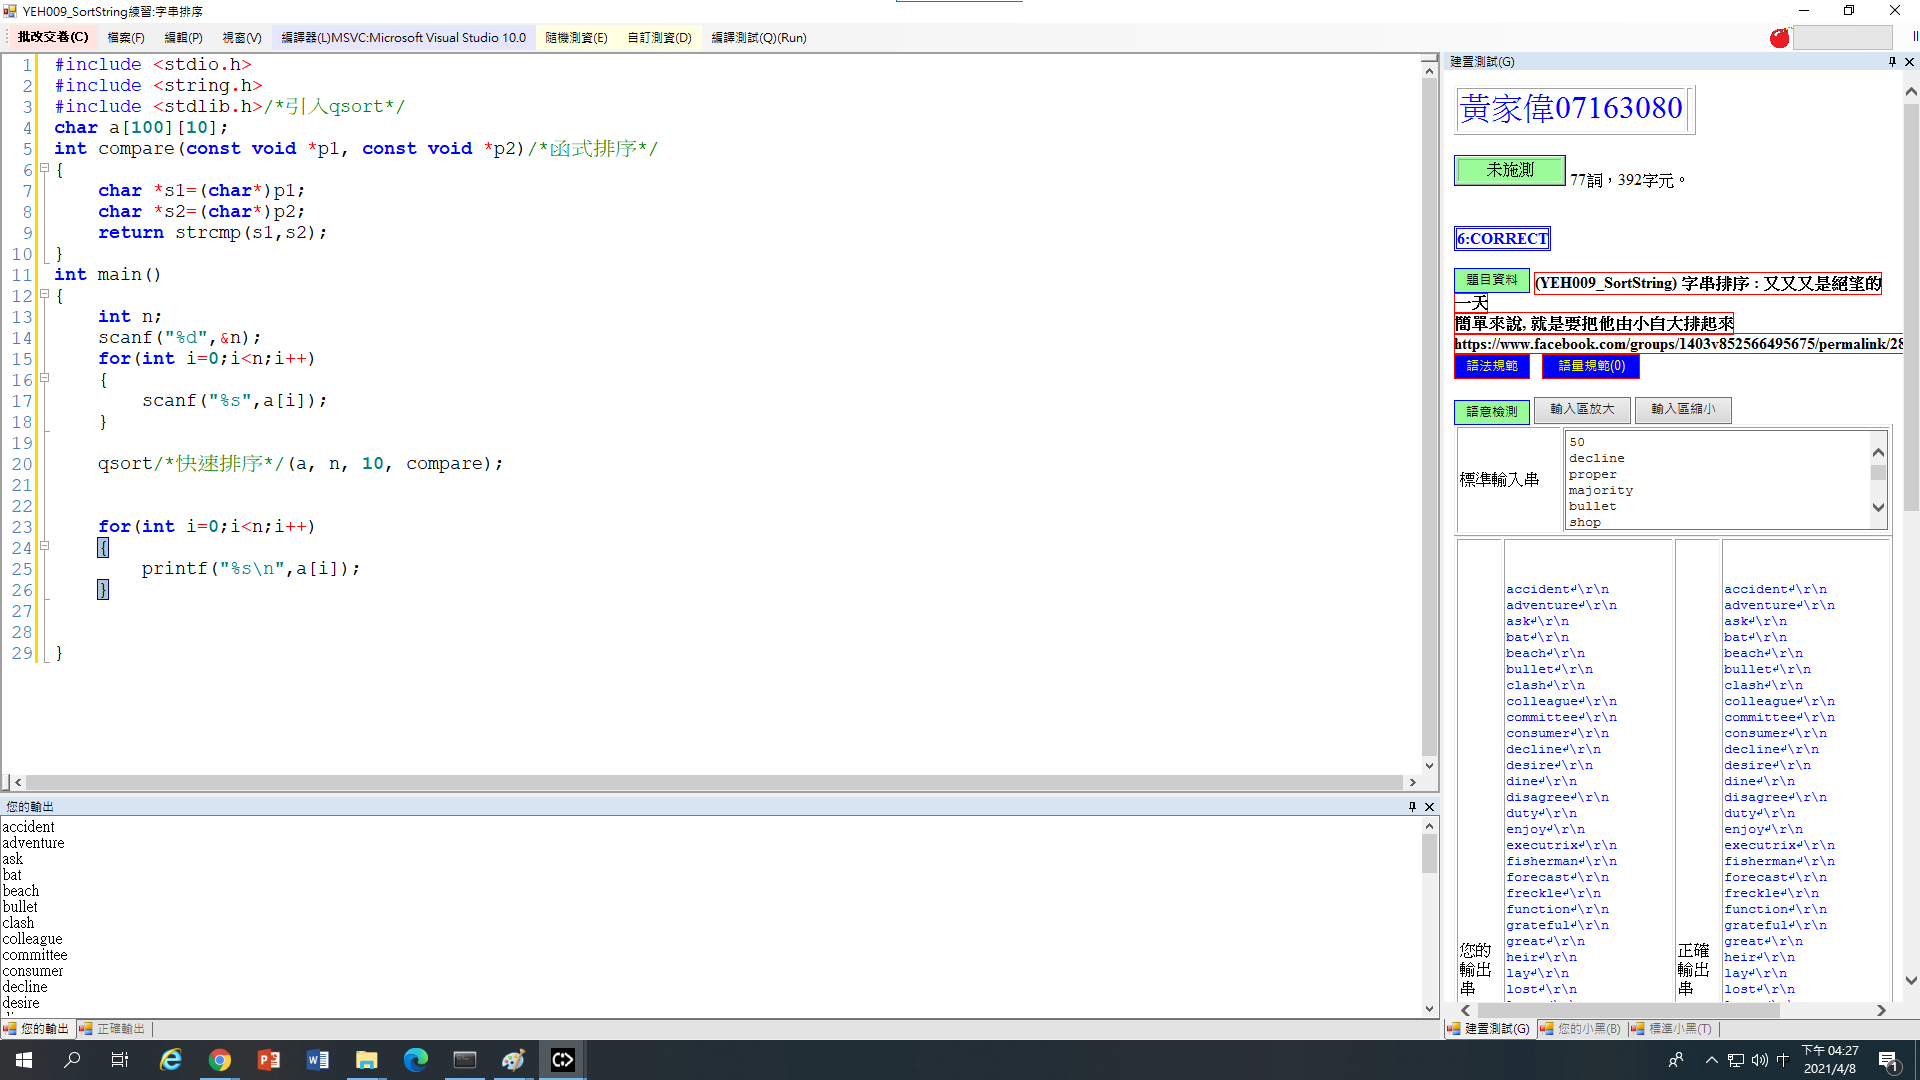 YEH009_SortString練習:字串排序
批改交卷(C) 檔案(F) 編輯(P) 視窗(V) 編譯器(L)MSVC:Microsoft Visual Studio 10.0 隨機測資(E) 自訂測資(D) 編譯測試(Q)(Run)
1 #include <stdio.h>
2 #include <string.h>
3 #include <stdlib.h>/*引入qsort*/
4 char a[100][10];
5 int compare(const void *p1, const void *p2)/*函式排序*/
6 {
7 char *s1=(char*)p1;
8 char *s2=(char*)p2;
9 return strcmp(s1,s2);
10 }
11 int main()
12 {
13 int n;
14 scanf("%d",&n);
15 for(int i=0;i<n;i++)
16 {
17 scanf("%s",a[i]);
18 }
19
20 qsort/*快速排序*/(a, n, 10, compare);
21
22
23 for(int i=0;i<n;i++)
24 {
25 printf("%s\n",a[i]);
26 }
27
28
29 }
您的輸出
accident
adventure
ask
bat
beach
bullet
clash
colleague
committee
consumer
decline
desire
您的輸出 正確輸出
建置測試(G)
黃家偉07163080
未施測 77詞，392字元。
6:CORRECT
題目資料 (YEH009_SortString) 字串排序 : 又又又是絕望的
一天
簡單來說, 就是要把他由小自大排起來
https://www.facebook.com/groups/1403v852566495675/permalink/28
語法規範 語量規範(0)
語意檢測 輸入區放大 輸入區縮小
標準輸入串
50
decline
proper
majority
bullet
shop
您的輸出串
accident↲\r\n
adventure↲\r\n
ask↲\r\n
bat↲\r\n
beach↲\r\n
bullet↲\r\n
clash↲\r\n
colleague↲\r\n
committee↲\r\n
consumer↲\r\n
decline↲\r\n
desire↲\r\n
dine↲\r\n
disagree↲\r\n
duty↲\r\n
enjoy↲\r\n
executrix↲\r\n
fisherman↲\r\n
forecast↲\r\n
freckle↲\r\n
function↲\r\n
grateful↲\r\n
great↲\r\n
heir↲\r\n
lay↲\r\n
lost↲\r\n
正確輸出串
accident↲\r\n
adventure↲\r\n
ask↲\r\n
bat↲\r\n
beach↲\r\n
bullet↲\r\n
clash↲\r\n
colleague↲\r\n
committee↲\r\n
consumer↲\r\n
decline↲\r\n
desire↲\r\n
dine↲\r\n
disagree↲\r\n
duty↲\r\n
enjoy↲\r\n
executrix↲\r\n
fisherman↲\r\n
forecast↲\r\n
freckle↲\r\n
function↲\r\n
grateful↲\r\n
great↲\r\n
heir↲\r\n
lay↲\r\n
lost↲\r\n
建置測試(G) 您的小黑(B) 標準小黑(T)
中 下午 04:27
2021/4/8
1